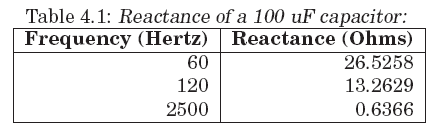 Table 4.1: Reactance of a 100 uF capacitor:
Frequency (Hertz) Reactance (Ohms)
60 26.5258
120 13.2629
2500 0.6366